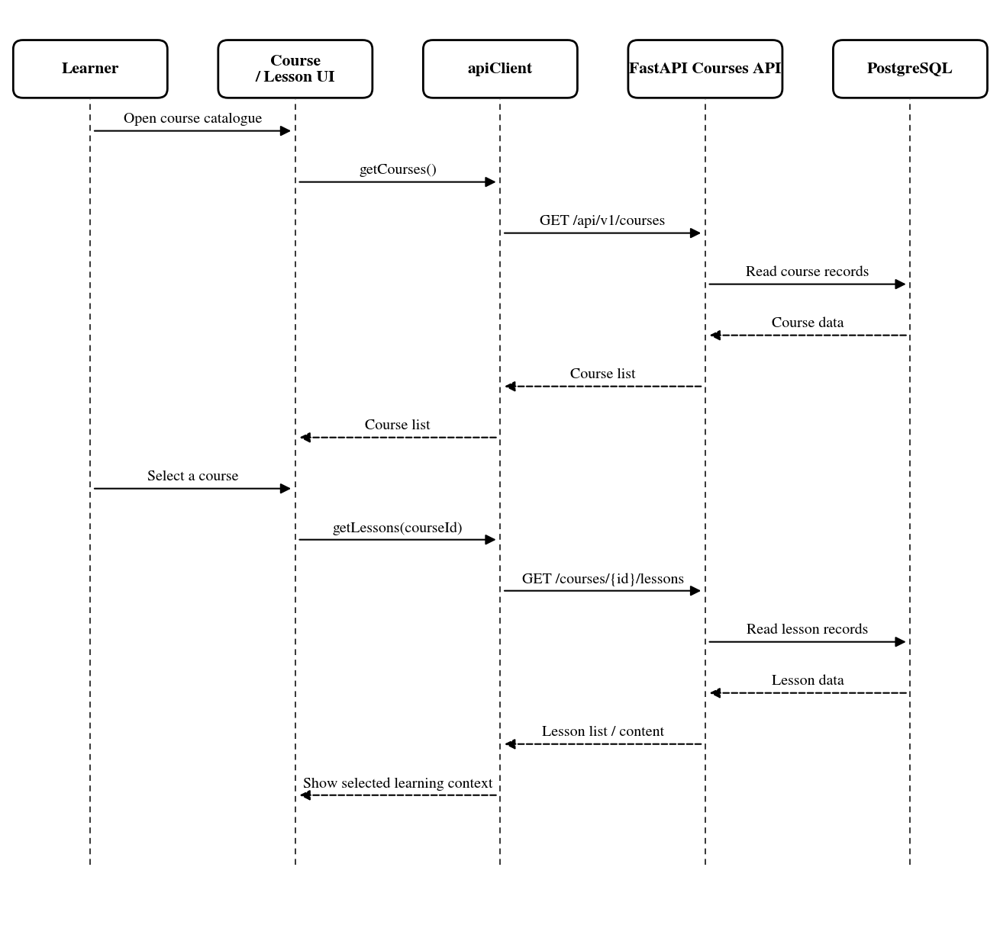 Learner
Course
/ Lesson UI
apiClient
FastAPI Courses API
PostgreSQL
Open course catalogue
getCourses()
GET /api/v1/courses
Read course records
Course data
Course list
Course list
Select a course
getLessons(courseId)
GET /courses/{id}/lessons
Read lesson records
Lesson data
Lesson list / content
Show selected learning context